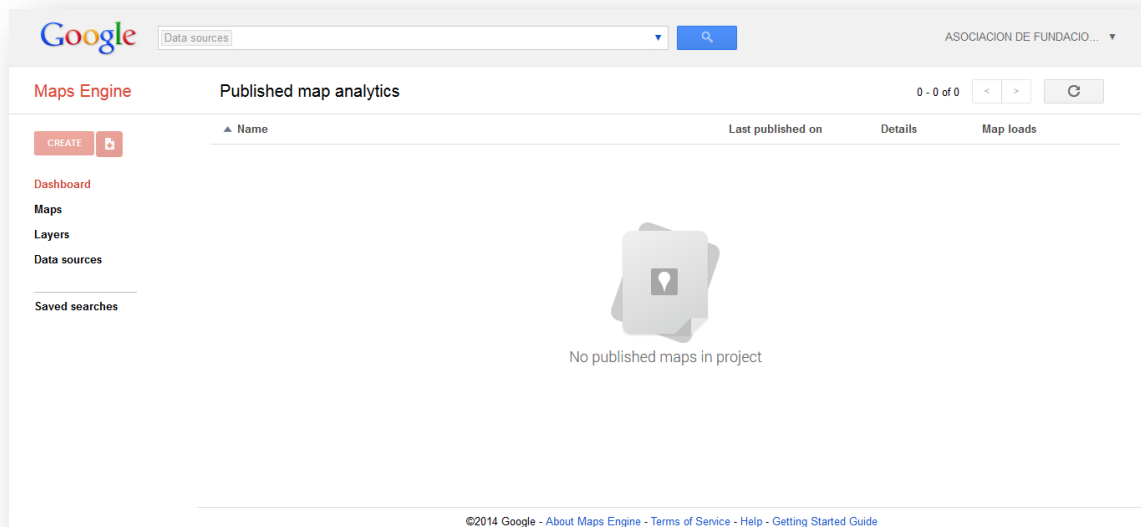 Google
Data sources
ASOCIACION DE FUNDACIO...
Maps Engine
Published map analytics
0 - 0 of 0
< >
Name
Last published on
Details
Map loads
CREATE
Dashboard
Maps
Layers
Data sources
Saved searches
No published maps in project
©2014 Google - About Maps Engine - Terms of Service - Help - Getting Started Guide